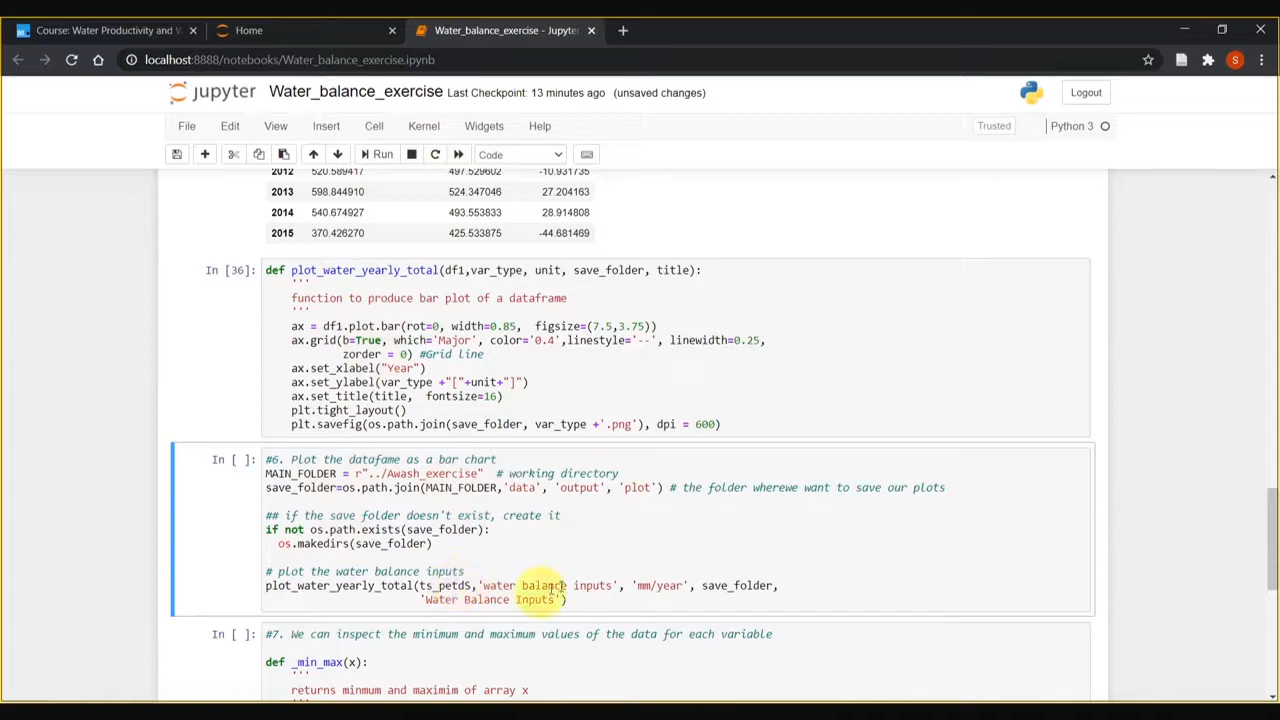 Course: Water Productivity and W
Home
Water_balance_exercise - Jupyte
localhost:8888/notebooks/Water_balance_exercise.ipynb
S
jupyter Water_balance_exercise Last Checkpoint: 13 minutes ago (unsaved changes)
Logout
File Edit View Insert Cell Kernel Widgets Help
Trusted
Python 3
Run
Code
2012 520.589417 497.529602 -10.931735
2013 598.844910 524.347046 27.204163
2014 540.674927 493.553833 28.914808
2015 370.426270 425.533875 -44.681469
In [36]: def plot_water_yearly_total(df1,var_type, unit, save_folder, title):
'''
function to produce bar plot of a dataframe
'''
ax = df1.plot.bar(rot=0, width=0.85, figsize=(7.5,3.75))
ax.grid(b=True, which='Major', color='0.4',linestyle='--', linewidth=0.25,
zorder = 0) #Grid line
ax.set_xlabel("Year")
ax.set_ylabel(var_type +"["+unit+"]")
ax.set_title(title, fontsize=16)
plt.tight_layout()
plt.savefig(os.path.join(save_folder, var_type +'.png'), dpi = 600)
In [ ]: #6. Plot the datafame as a bar chart
MAIN_FOLDER = r"../Awash_exercise" # working directory
save_folder=os.path.join(MAIN_FOLDER,'data', 'output', 'plot') # the folder wherewe want to save our plots
## if the save folder doesn't exist, create it
if not os.path.exists(save_folder):
os.makedirs(save_folder)
# plot the water balance inputs
plot_water_yearly_total(ts_petdS,'water balance inputs', 'mm/year', save_folder,
'Water Balance Inputs')
In [ ]: #7. We can inspect the minimum and maximum values of the data for each variable
def _min_max(x):
'''
returns minmum and maximim of array x